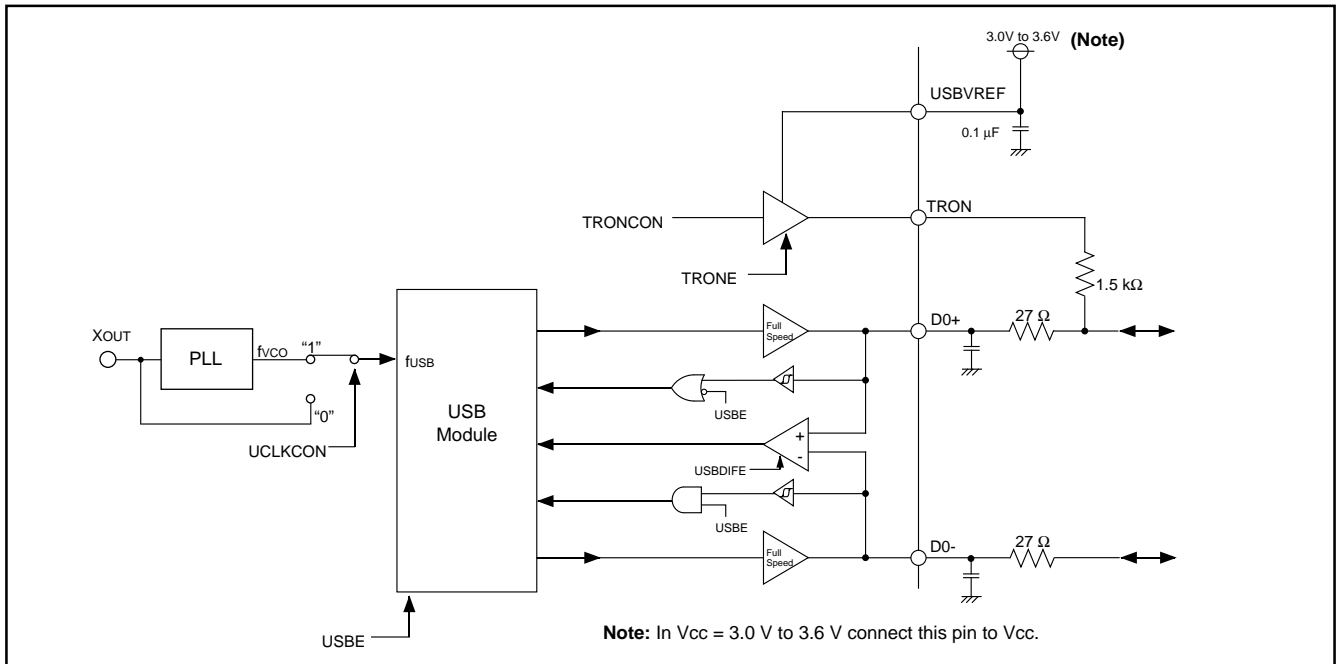 3.0V to 3.6V (Note)
USBVREF
0.1 µF
TRONCON
TRON
TRONE
1.5 kΩ
Full Speed
D0+
27 Ω
XOUT
PLL
fVCO
"1"
fUSB
"0"
UCLKCON
USB
Module
USBE
+
-
USBDIFE
USBE
Full Speed
D0-
27 Ω
USBE
Note: In Vcc = 3.0 V to 3.6 V connect this pin to Vcc.